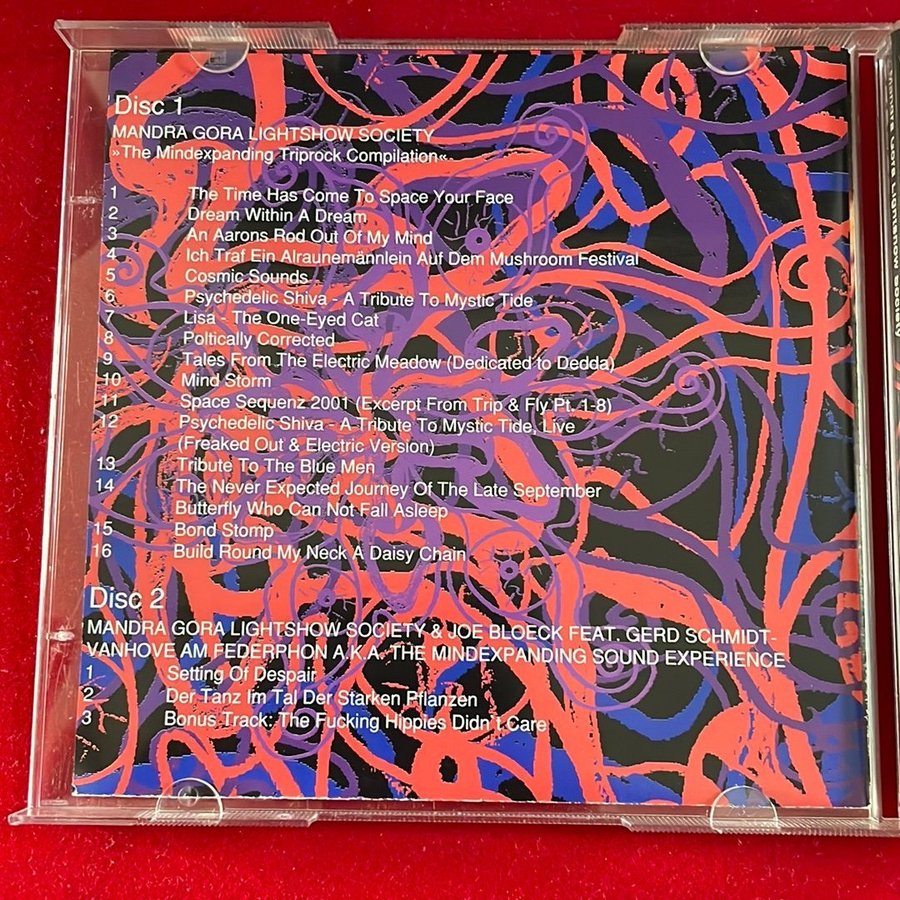 Disc 1
MANDRA GORA LIGHTSHOW SOCIETY
»The Mindexpanding Triprock Compilation«
1 The Time Has Come To Space Your Face
2 Dream Within A Dream
3 An Aarons Rod Out Of My Mind
4 Ich Traf Ein Alraunemännlein Auf Dem Mushroom Festival
5 Cosmic Sounds
6 Psychedelic Shiva - A Tribute To Mystic Tide
7 Lisa - The One-Eyed Cat
8 Poltically Corrected
9 Tales From The Electric Meadow (Dedicated to Dedda)
10 Mind Storm
11 Space Sequenz 2001 (Excerpt From Trip & Fly Pt. 1-8)
12 Psychedelic Shiva - A Tribute To Mystic Tide, Live
(Freaked Out & Electric Version)
13 Tribute To The Blue Men
14 The Never Expected Journey Of The Late September
Butterfly Who Can Not Fall Asleep
15 Bond Stomp
16 Build Round My Neck A Daisy Chain
Disc 2
MANDRA GORA LIGHTSHOW SOCIETY & JOE BLOECK FEAT. GERD SCHMIDT-
VANHOVE AM FEDERPHON A.K.A. THE MINDEXPANDING SOUND EXPERIENCE
1 Setting Of Despair
2 Der Tanz Im Tal Der Starken Pflanzen
3 Bonus Track: The Fucking Hippies Didn`t Care
Mandra Gora Lightshow Society